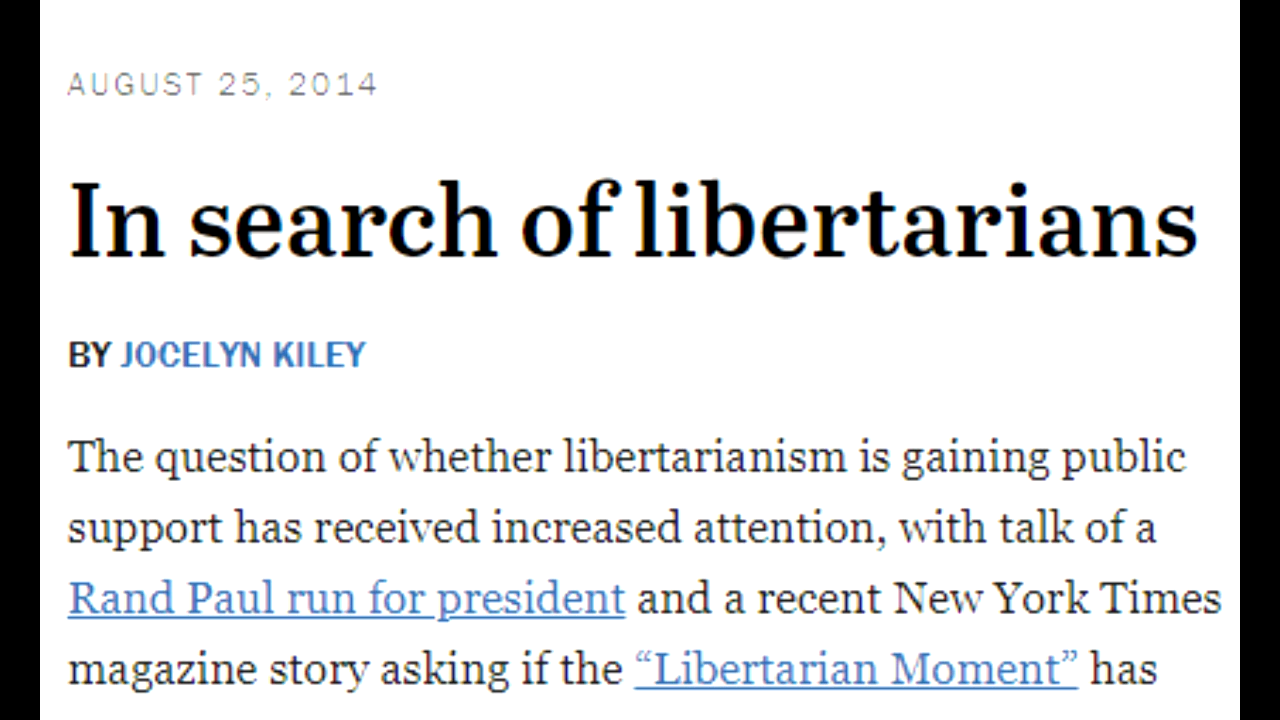 AUGUST 25, 2014
In search of libertarians
BY JOCELYN KILEY
The question of whether libertarianism is gaining public
support has received increased attention, with talk of a
Rand Paul run for president and a recent New York Times
magazine story asking if the “Libertarian Moment” has